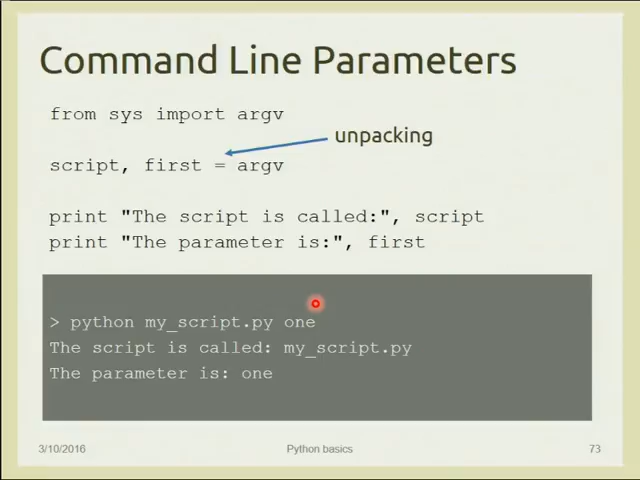 Command Line Parameters
from sys import argv
unpacking
script, first = argv
print "The script is called:", script
print "The parameter is:", first
> python my_script.py one
The script is called: my_script.py
The parameter is: one
3/10/2016
Python basics
73